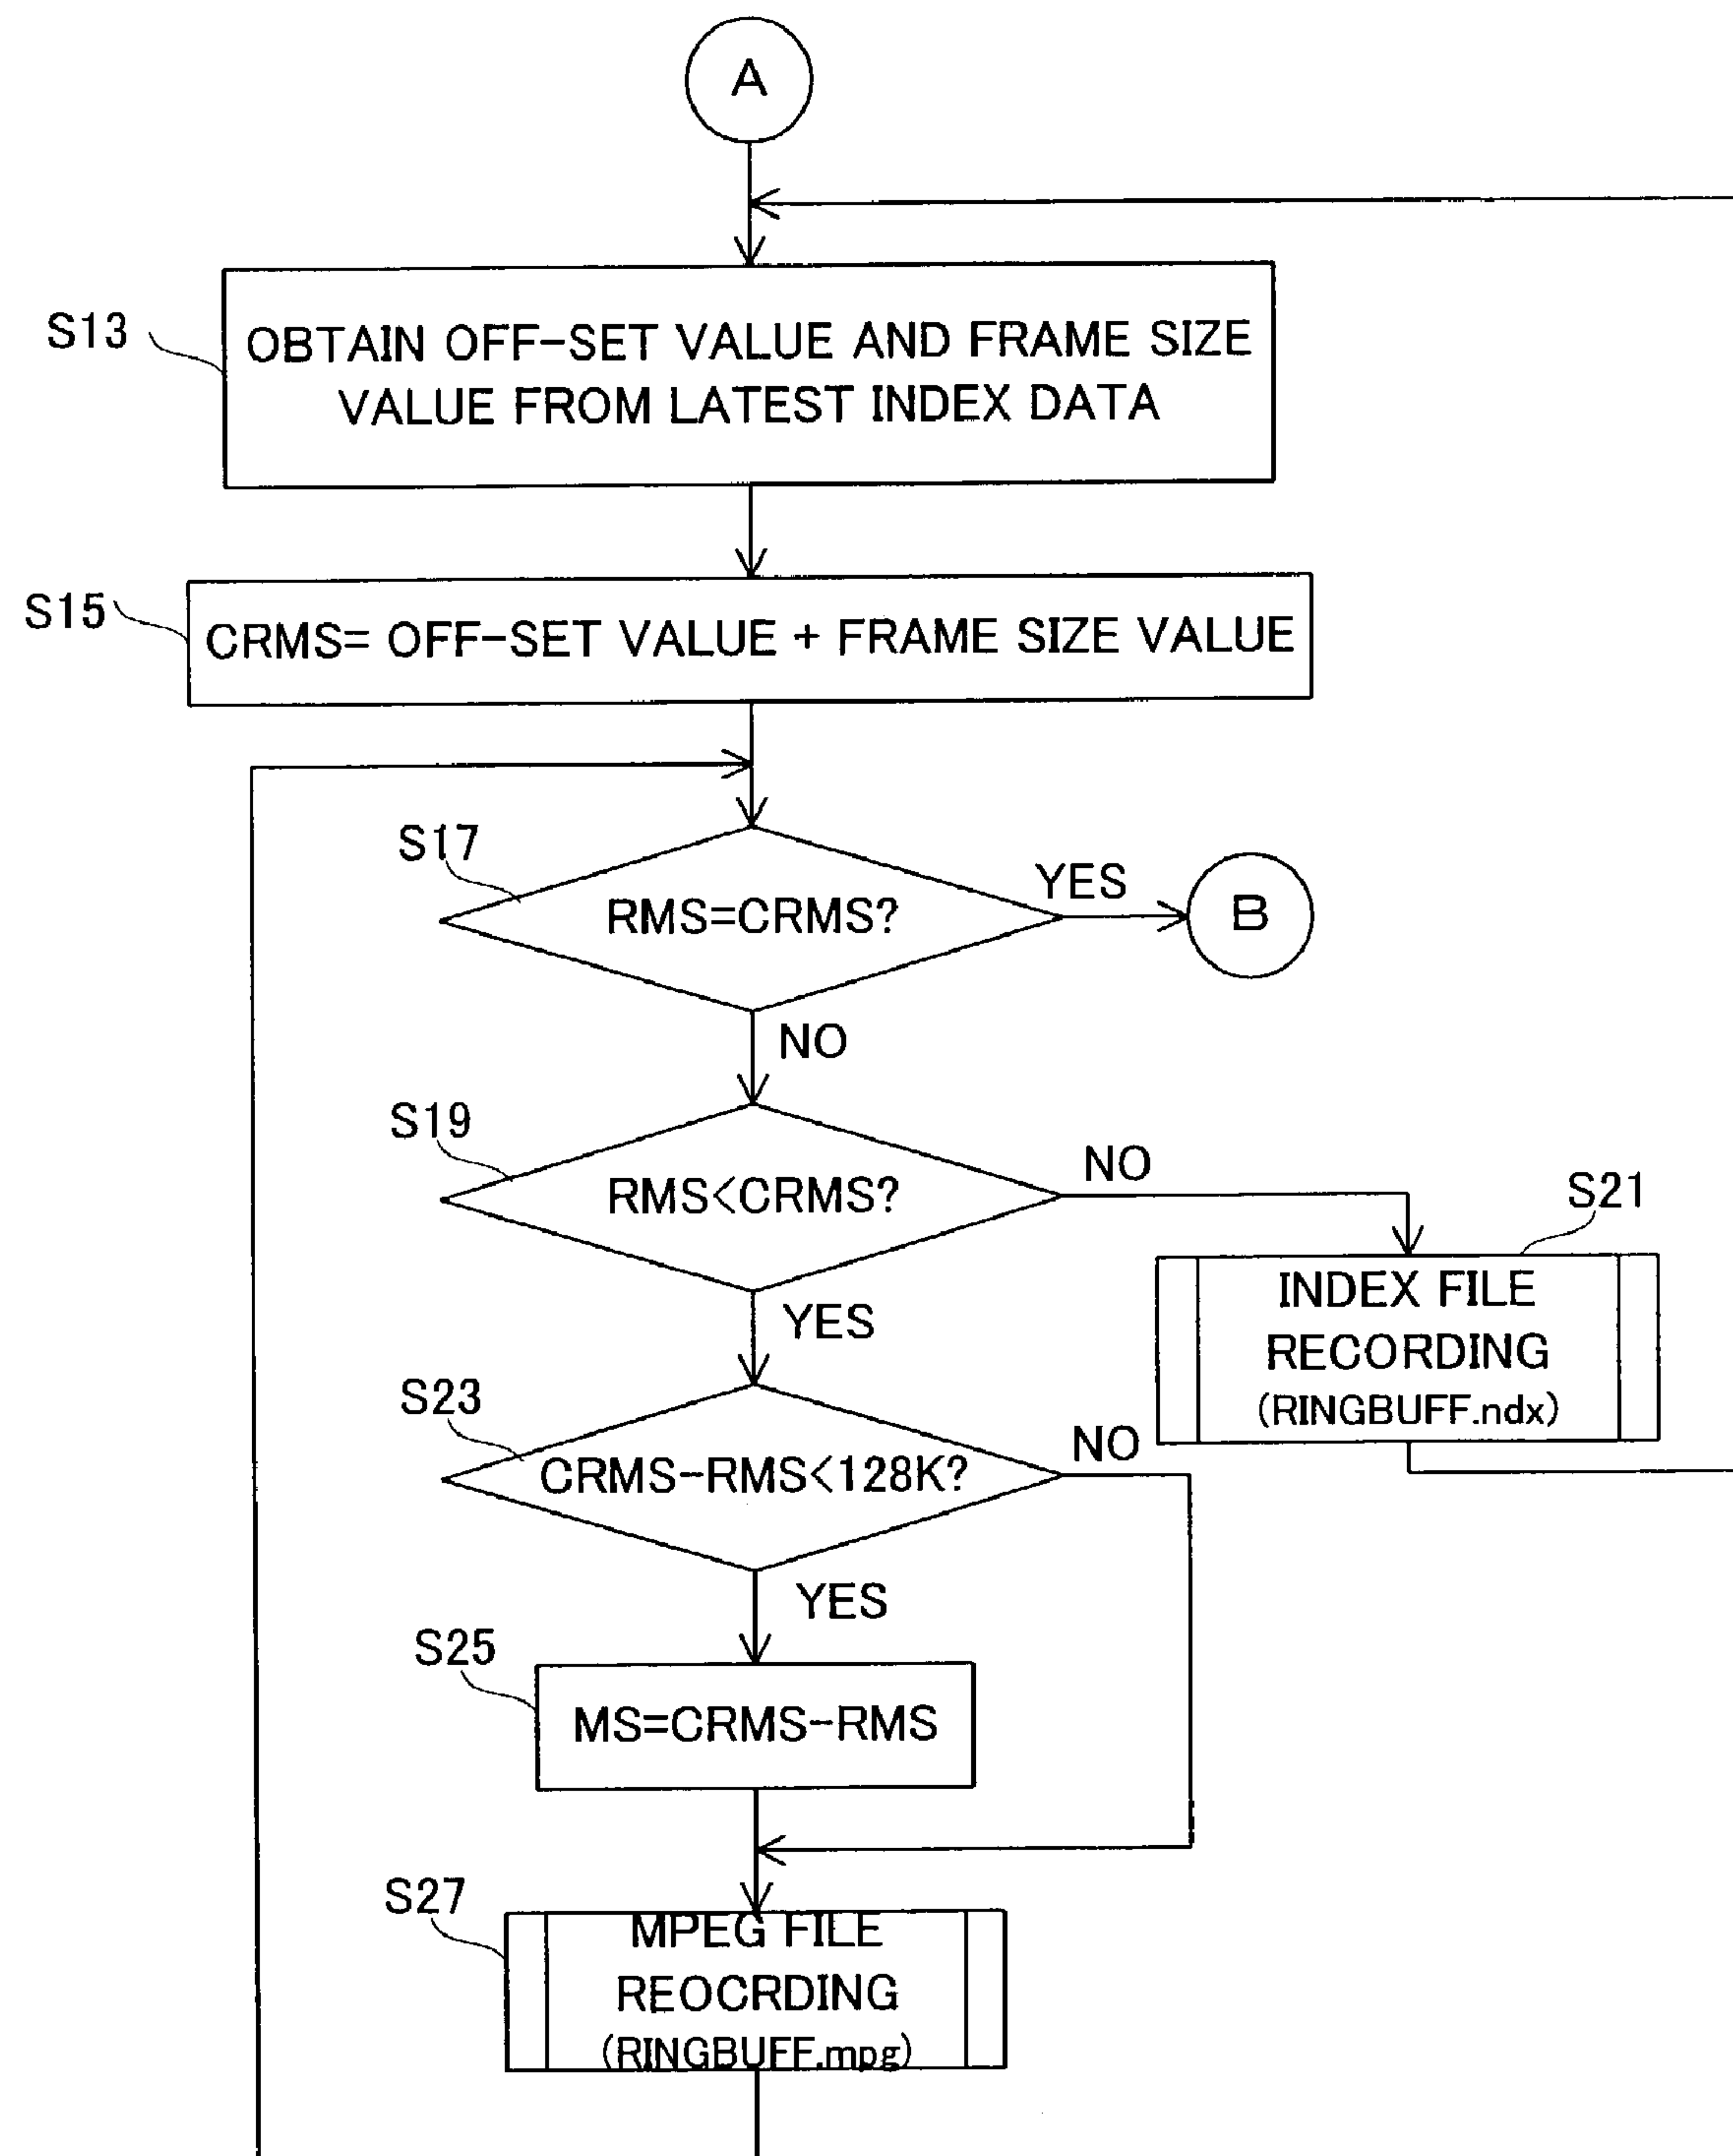 A
S13
OBTAIN OFF-SET VALUE AND FRAME SIZE
VALUE FROM LATEST INDEX DATA
S15
CRMS= OFF-SET VALUE + FRAME SIZE VALUE
S17
RMS=CRMS?
YES
B
NO
S19
RMS<CRMS?
NO
S21
INDEX FILE
RECORDING
(RINGBUFF.ndx)
YES
S23
CRMS-RMS<128K?
NO
YES
S25
MS=CRMS-RMS
S27
MPEG FILE
REOCRDING
(RINGBUFF.mpg)